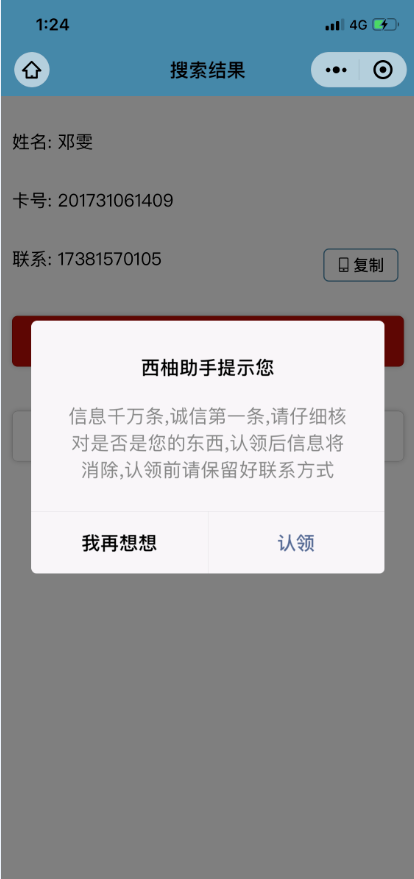 1:24
4G
搜索结果
姓名: 邓雯
卡号: 201731061409
联系: 17381570105
复制
西柚助手提示您
信息千万条,诚信第一条,请仔细核
对是否是您的东西,认领后信息将
消除,认领前请保留好联系方式
我再想想
认领